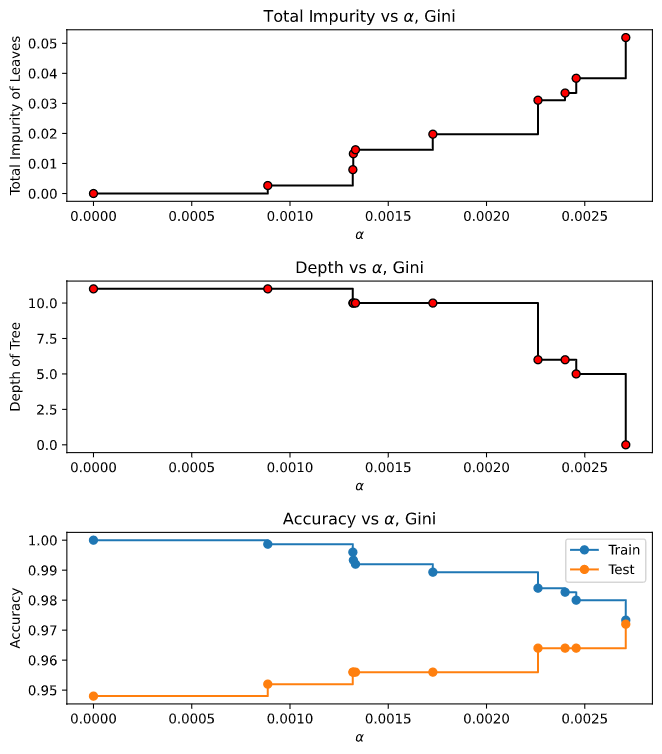 Total Impurity vs α, Gini
Total Impurity of Leaves
0.05
0.04
0.03
0.02
0.01
0.00
0.0000 0.0005 0.0010 0.0015 0.0020 0.0025
α
Depth vs α, Gini
Depth of Tree
10.0
7.5
5.0
2.5
0.0
0.0000 0.0005 0.0010 0.0015 0.0020 0.0025
α
Accuracy vs α, Gini
Accuracy
1.00
0.99
0.98
0.97
0.96
0.95
Train
Test
0.0000 0.0005 0.0010 0.0015 0.0020 0.0025
α